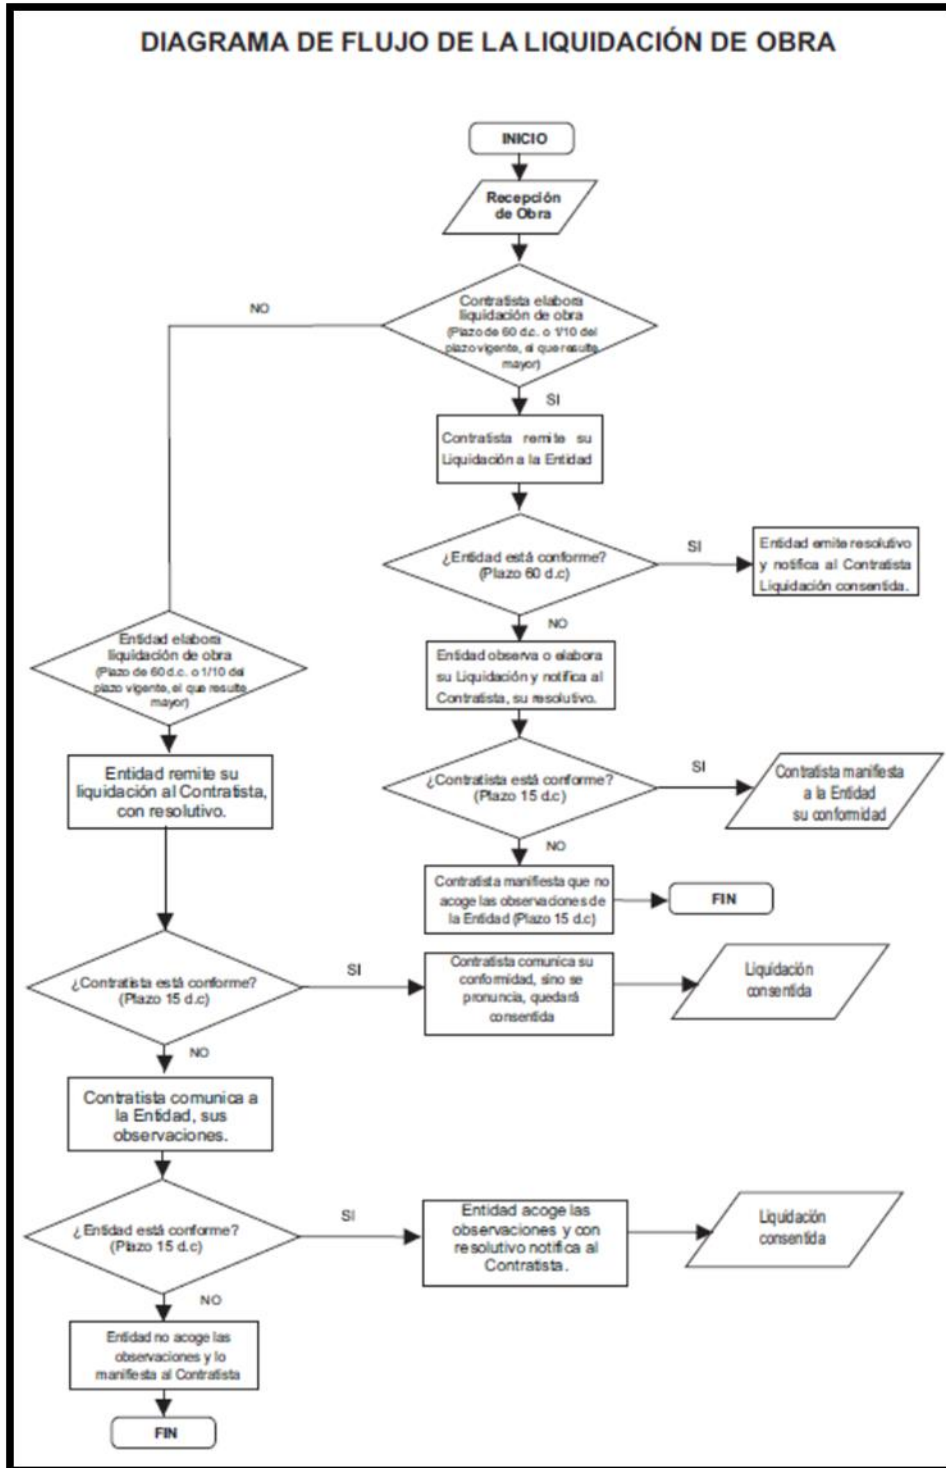 DIAGRAMA DE FLUJO DE LA LIQUIDACIÓN DE OBRA
INICIO
Recepción
de Obra
Contratista elabora
liquidación de obra
(Plazo de 60 d.c. o 1/10 del
plazo vigente, el que resulte
mayor)
NO
SI
Contratista remite su
Liquidación a la Entidad
¿Entidad está conforme?
(Plazo 60 d.c)
SI
Entidad emite resolutivo
y notifica al Contratista
Liquidación consentida.
NO
Entidad observa o elabora
su Liquidación y notifica al
Contratista, su resolutivo.
Entidad elabora
liquidación de obra
(Plazo de 60 d.c. o 1/10 del
plazo vigente, el que resulte
mayor)
¿Contratista está conforme?
(Plazo 15 d.c)
SI
Contratista manifiesta
a la Entidad
su conformidad
Entidad remite su
liquidación al Contratista,
con resolutivo.
NO
Contratista manifiesta que no
acoge las observaciones de
la Entidad (Plazo 15 d.c)
FIN
¿Contratista está conforme?
(Plazo 15 d.c)
SI
Contratista comunica su
conformidad, sino se
pronuncia, quedará
consentida
Liquidación
consentida
NO
Contratista comunica a
la Entidad, sus
observaciones.
¿Entidad está conforme?
(Plazo 15 d.c)
SI
Entidad acoge las
observaciones y con
resolutivo notifica al
Contratista.
Liquidación
consentida
NO
Entidad no acoge las
observaciones y lo
manifiesta al Contratista
FIN